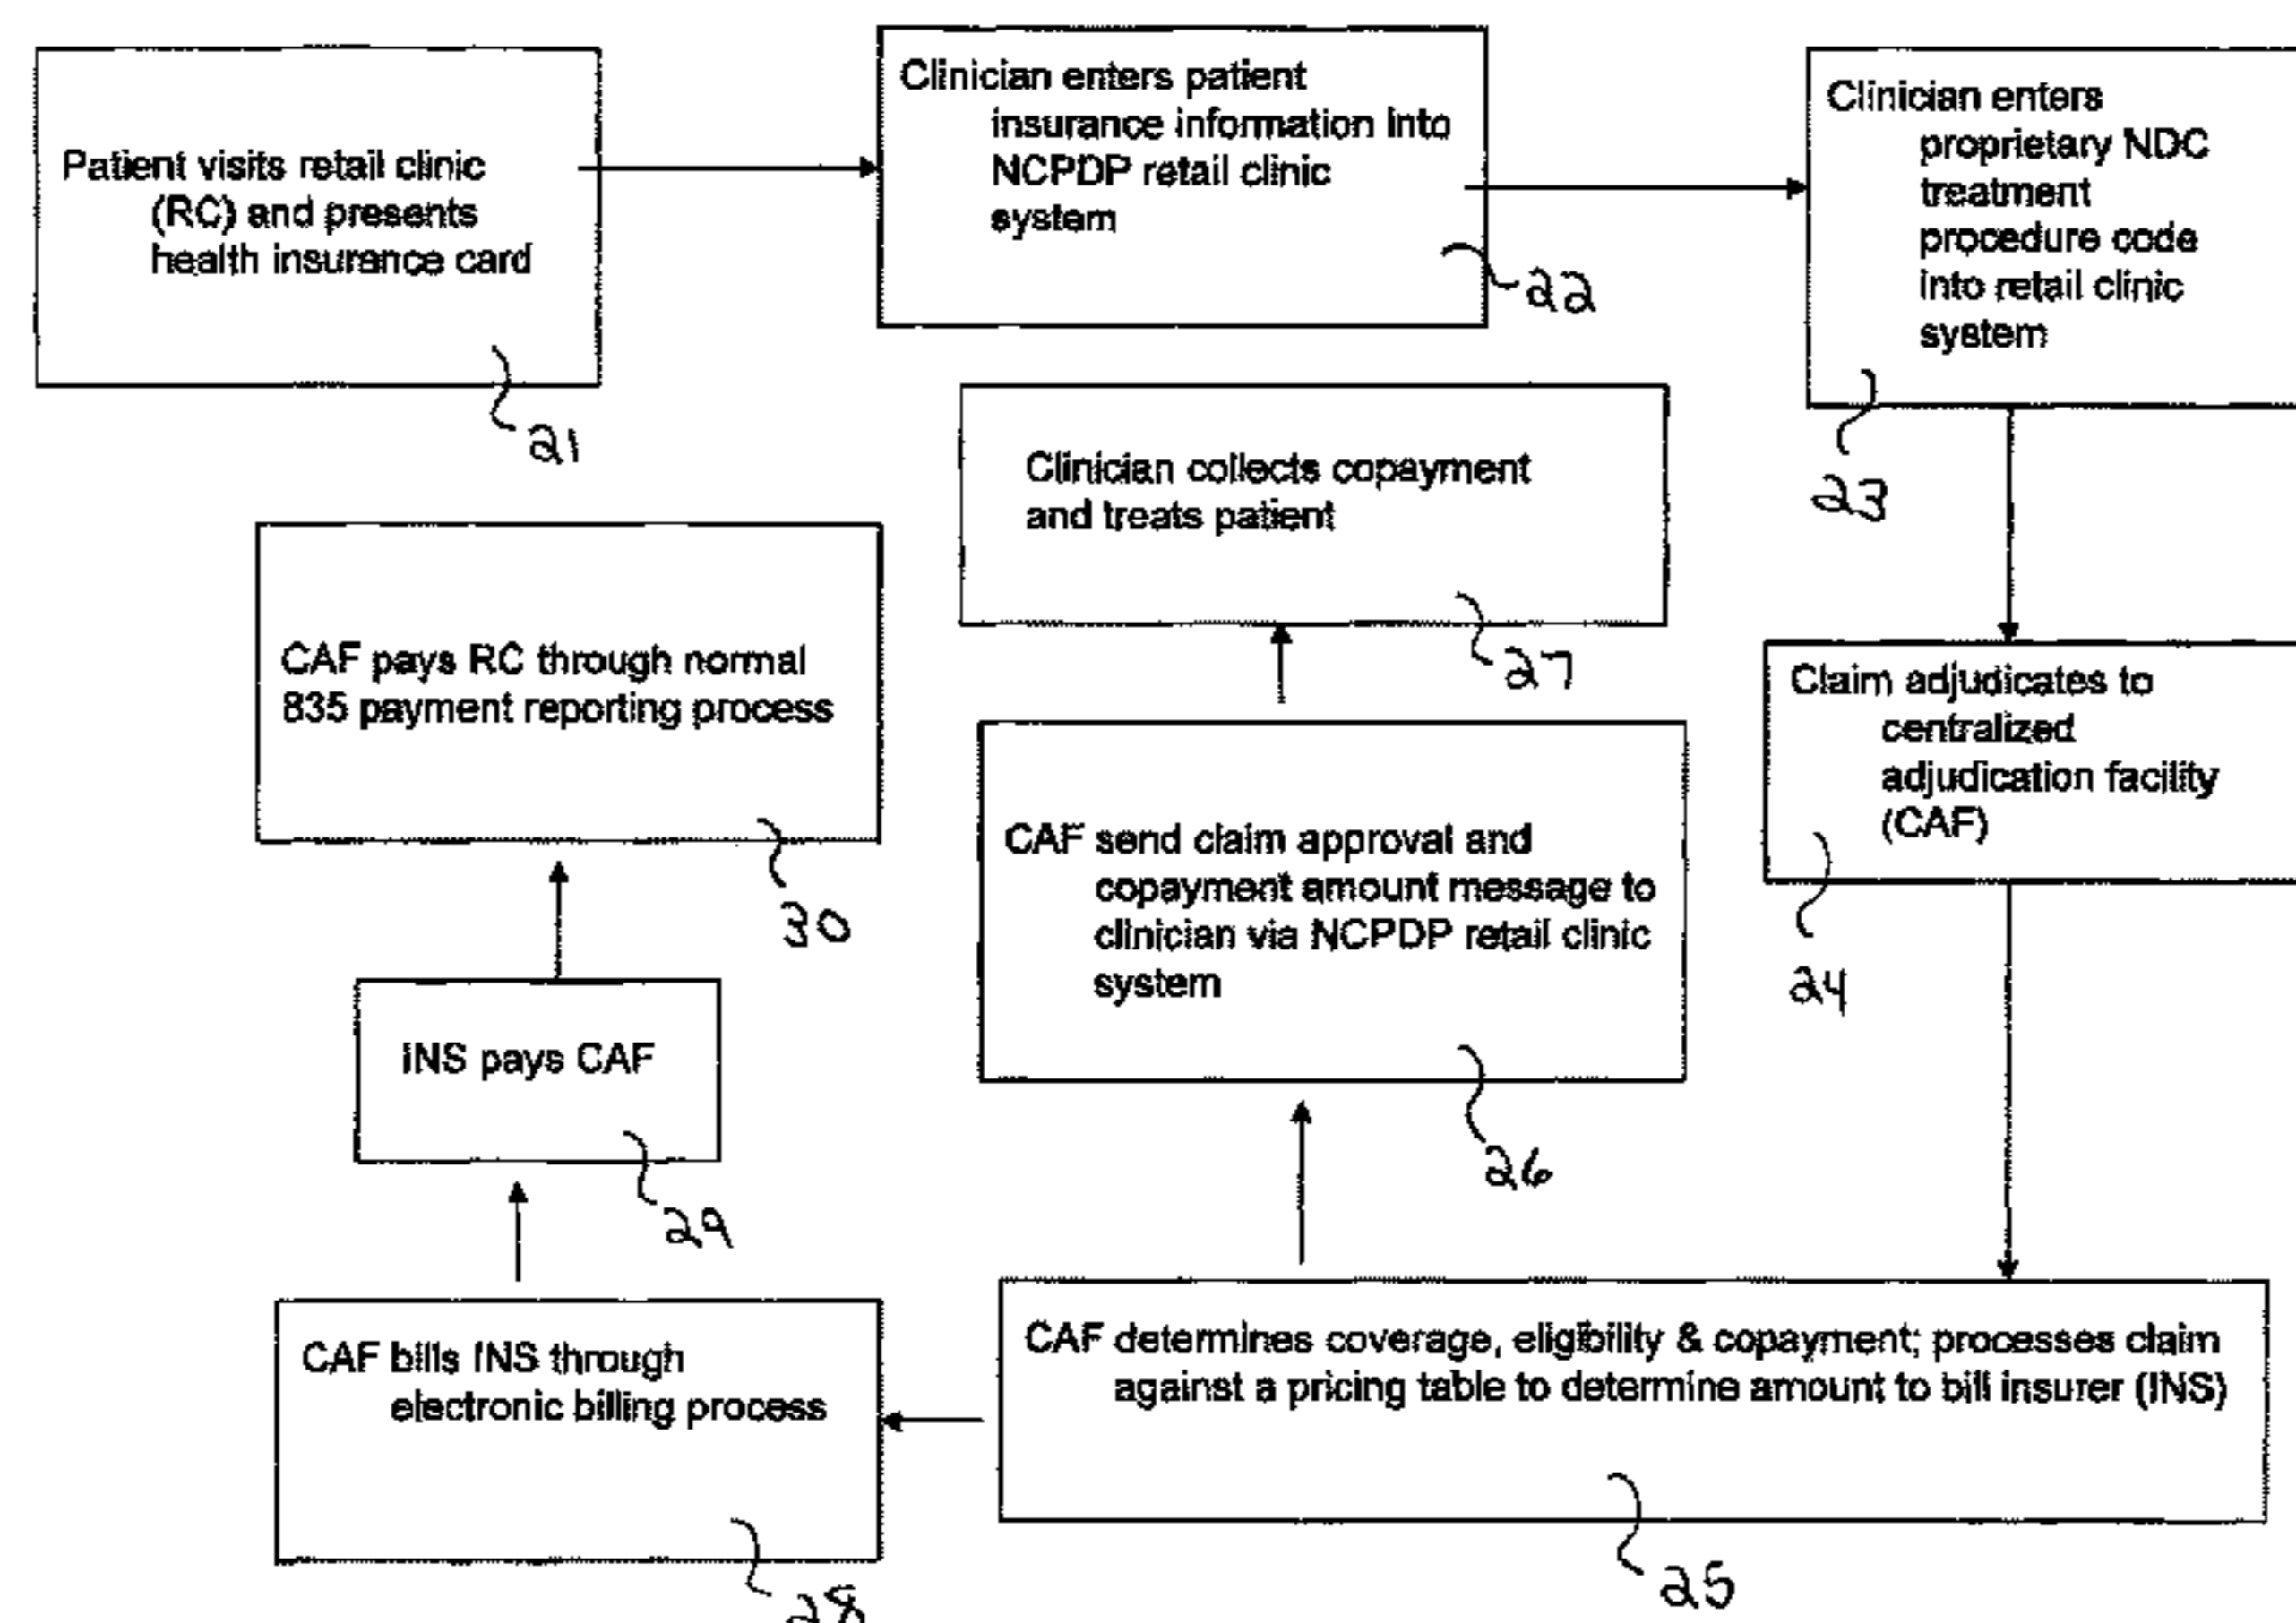 Patient visits retail clinic
(RC) and presents
health insurance card
21
Clinician enters patient
insurance information into
NCPDP retail clinic
system
22
Clinician enters
proprietary NDC
treatment
procedure code
into retail clinic
system
23
Claim adjudicates to
centralized
adjudication facility
(CAF)
24
CAF determines coverage, eligibility & copayment; processes claim
against a pricing table to determine amount to bill insurer (INS)
25
CAF send claim approval and
copayment amount message to
clinician via NCPDP retail clinic
system
26
Clinician collects copayment
and treats patient
27
CAF bills INS through
electronic billing process
28
INS pays CAF
29
CAF pays RC through normal
835 payment reporting process
30